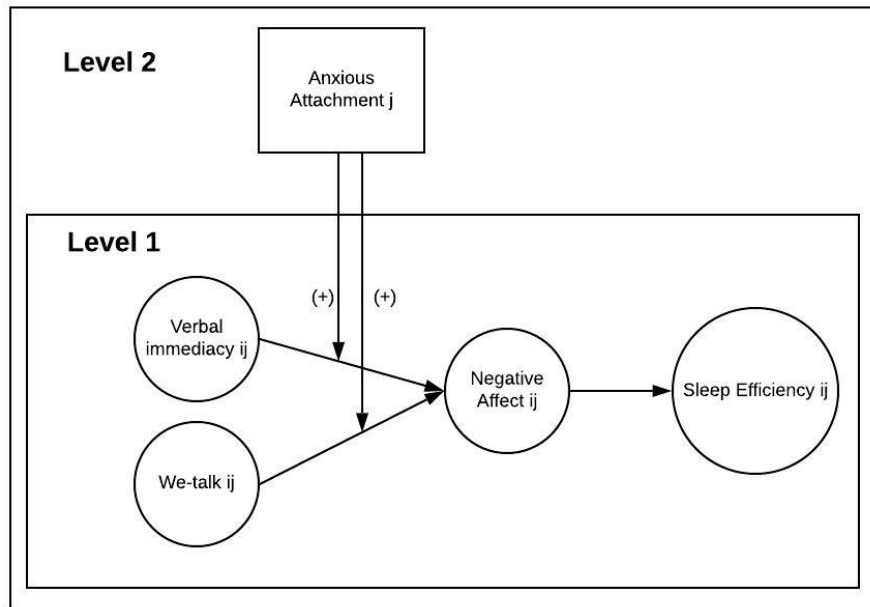 Level 2
Anxious
Attachment j
Level 1
(+)
(+)
Verbal
immediacy ij
Negative
Affect ij
Sleep Efficiency ij
We-talk ij